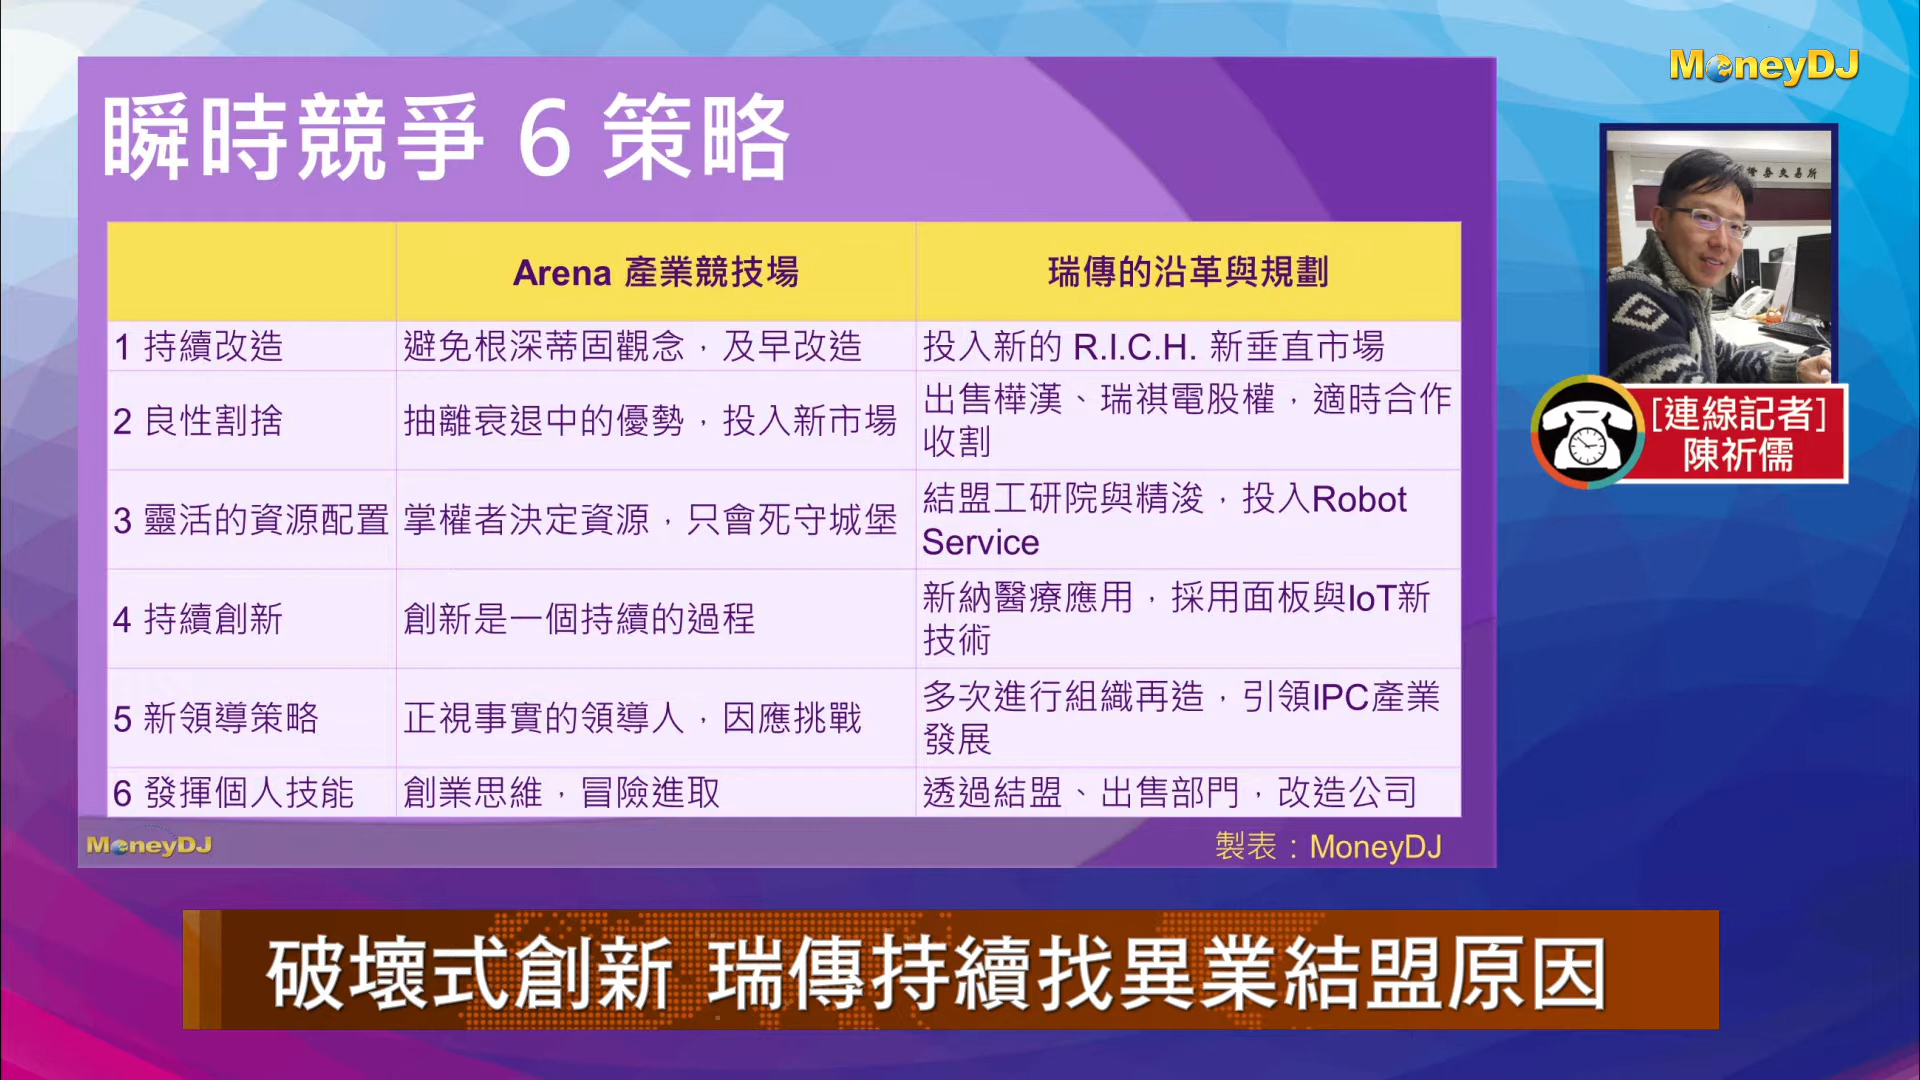 MoneyDJ
瞬時競爭 6 策略
Arena 產業競技場
瑞傳的沿革與規劃
1 持續改造
避免根深蒂固觀念，及早改造
投入新的 R.I.C.H. 新垂直市場
2 良性割捨
抽離衰退中的優勢，投入新市場
出售樺漢、瑞祺電股權，適時合作
收割
3 靈活的資源配置
掌權者決定資源，只會死守城堡
結盟工研院與精浚，投入Robot
Service
4 持續創新
創新是一個持續的過程
新納醫療應用，採用面板與IoT新
技術
5 新領導策略
正視事實的領導人，因應挑戰
多次進行組織再造，引領IPC產業
發展
6 發揮個人技能
創業思維，冒險進取
透過結盟、出售部門，改造公司
MoneyDJ
製表：MoneyDJ
證券交易所
[連線記者]
陳祈儒
破壞式創新 瑞傳持續找異業結盟原因